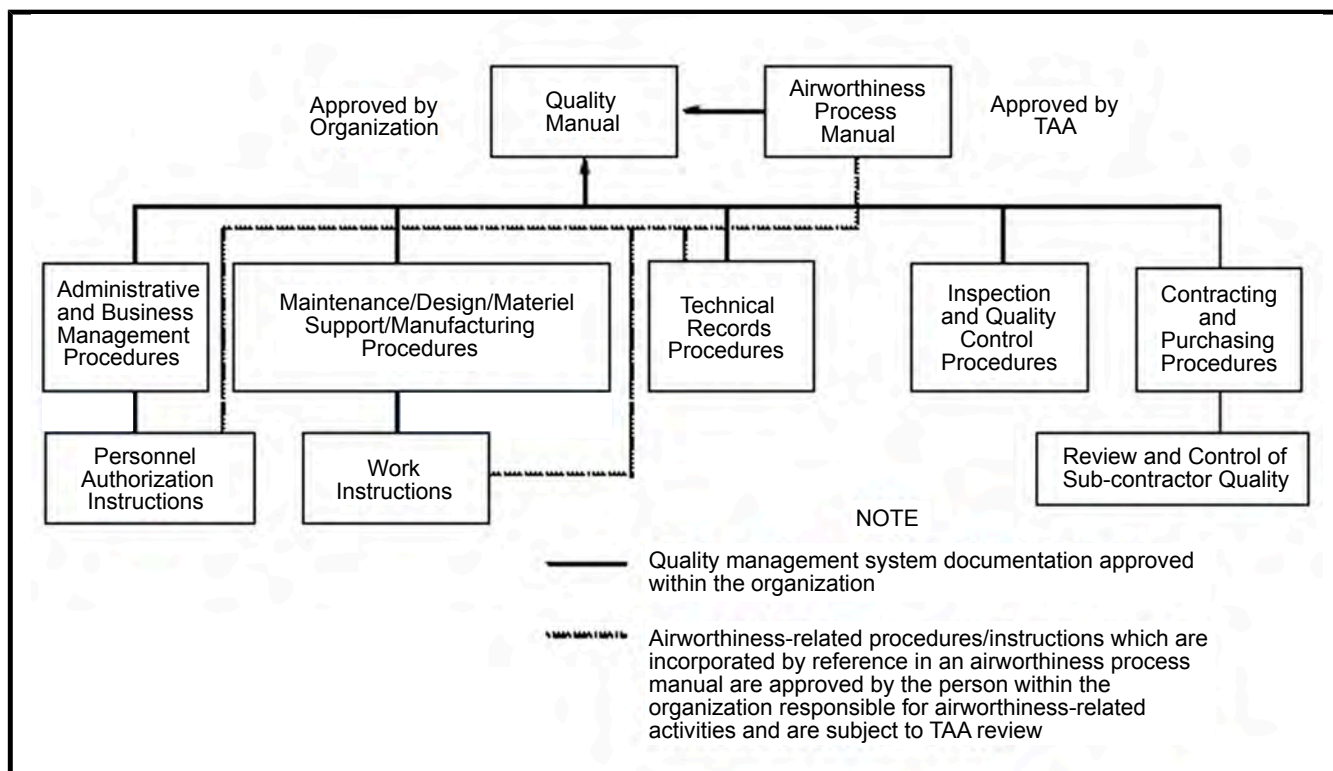 Approved by
Organization
Quality
Manual
Airworthiness
Process
Manual
Approved by
TAA
Administrative
and Business
Management
Procedures
Maintenance/Design/Materiel
Support/Manufacturing
Procedures
Technical
Records
Procedures
Inspection
and Quality
Control
Procedures
Contracting
and
Purchasing
Procedures
Personnel
Authorization
Instructions
Work
Instructions
Review and Control of
Sub-contractor Quality
NOTE
Quality management system documentation approved
within the organization
Airworthiness-related procedures/instructions which are
incorporated by reference in an airworthiness process
manual are approved by the person within the
organization responsible for airworthiness-related
activities and are subject to TAA review